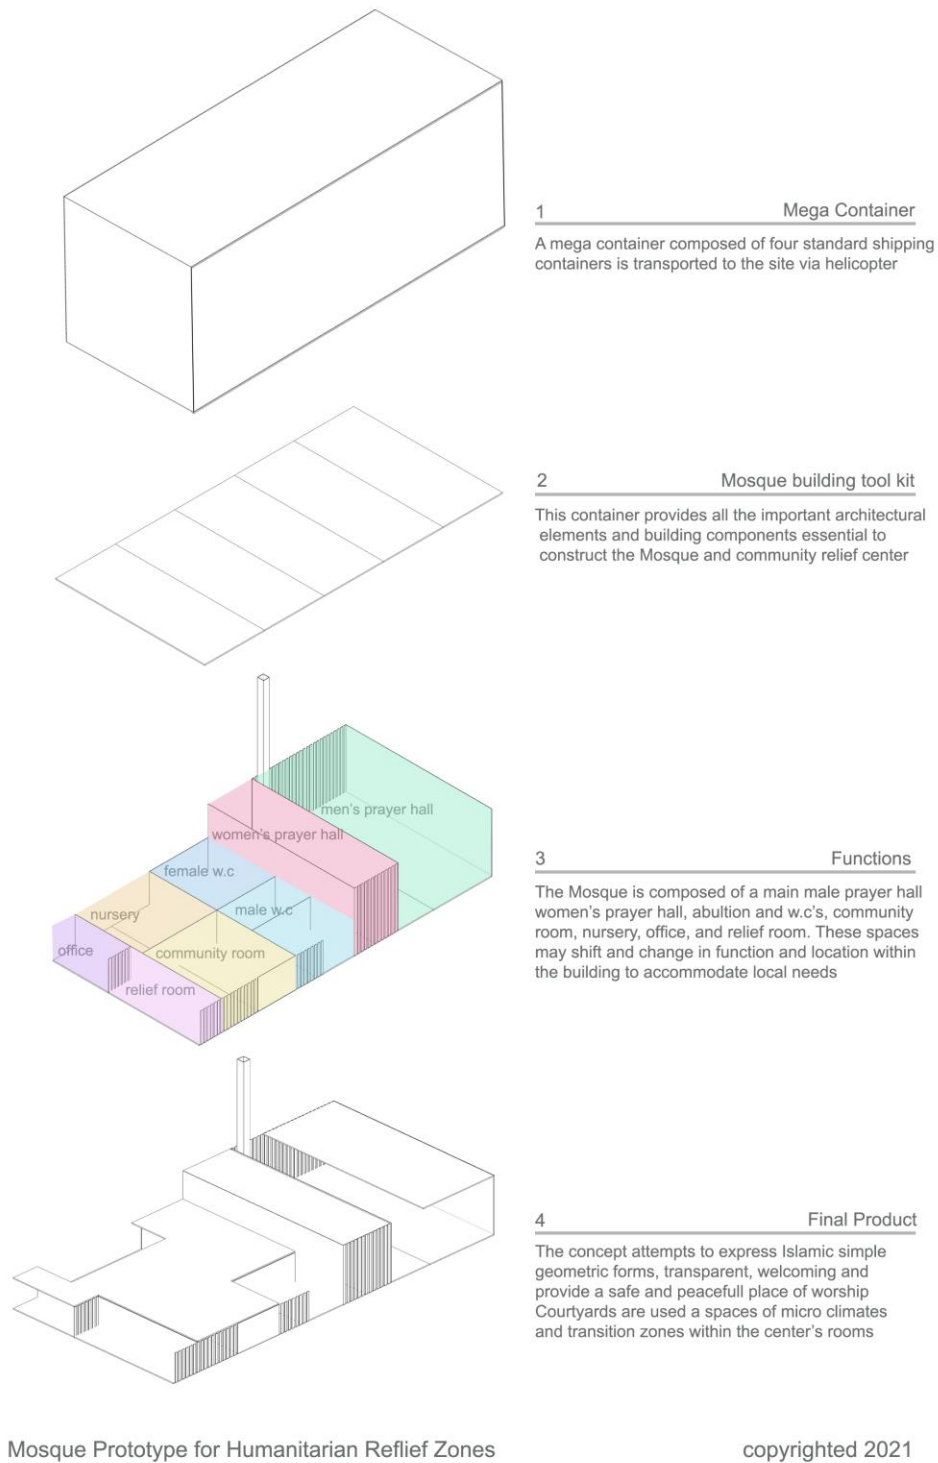 1 Mega Container
A mega container composed of four standard shipping
containers is transported to the site via helicopter
2 Mosque building tool kit
This container provides all the important architectural
elements and building components essential to
construct the Mosque and community relief center
men's prayer hall
women's prayer hall
female w.c
male w.c
nursery
office
community room
relief room
3 Functions
The Mosque is composed of a main male prayer hall
women's prayer hall, abultion and w.c's, community
room, nursery, office, and relief room. These spaces
may shift and change in function and location within
the building to accommodate local needs
4 Final Product
The concept attempts to express Islamic simple
geometric forms, transparent, welcoming and
provide a safe and peacefull place of worship
Courtyards are used a spaces of micro climates
and transition zones within the center's rooms
Mosque Prototype for Humanitarian Reflief Zones
copyrighted 2021